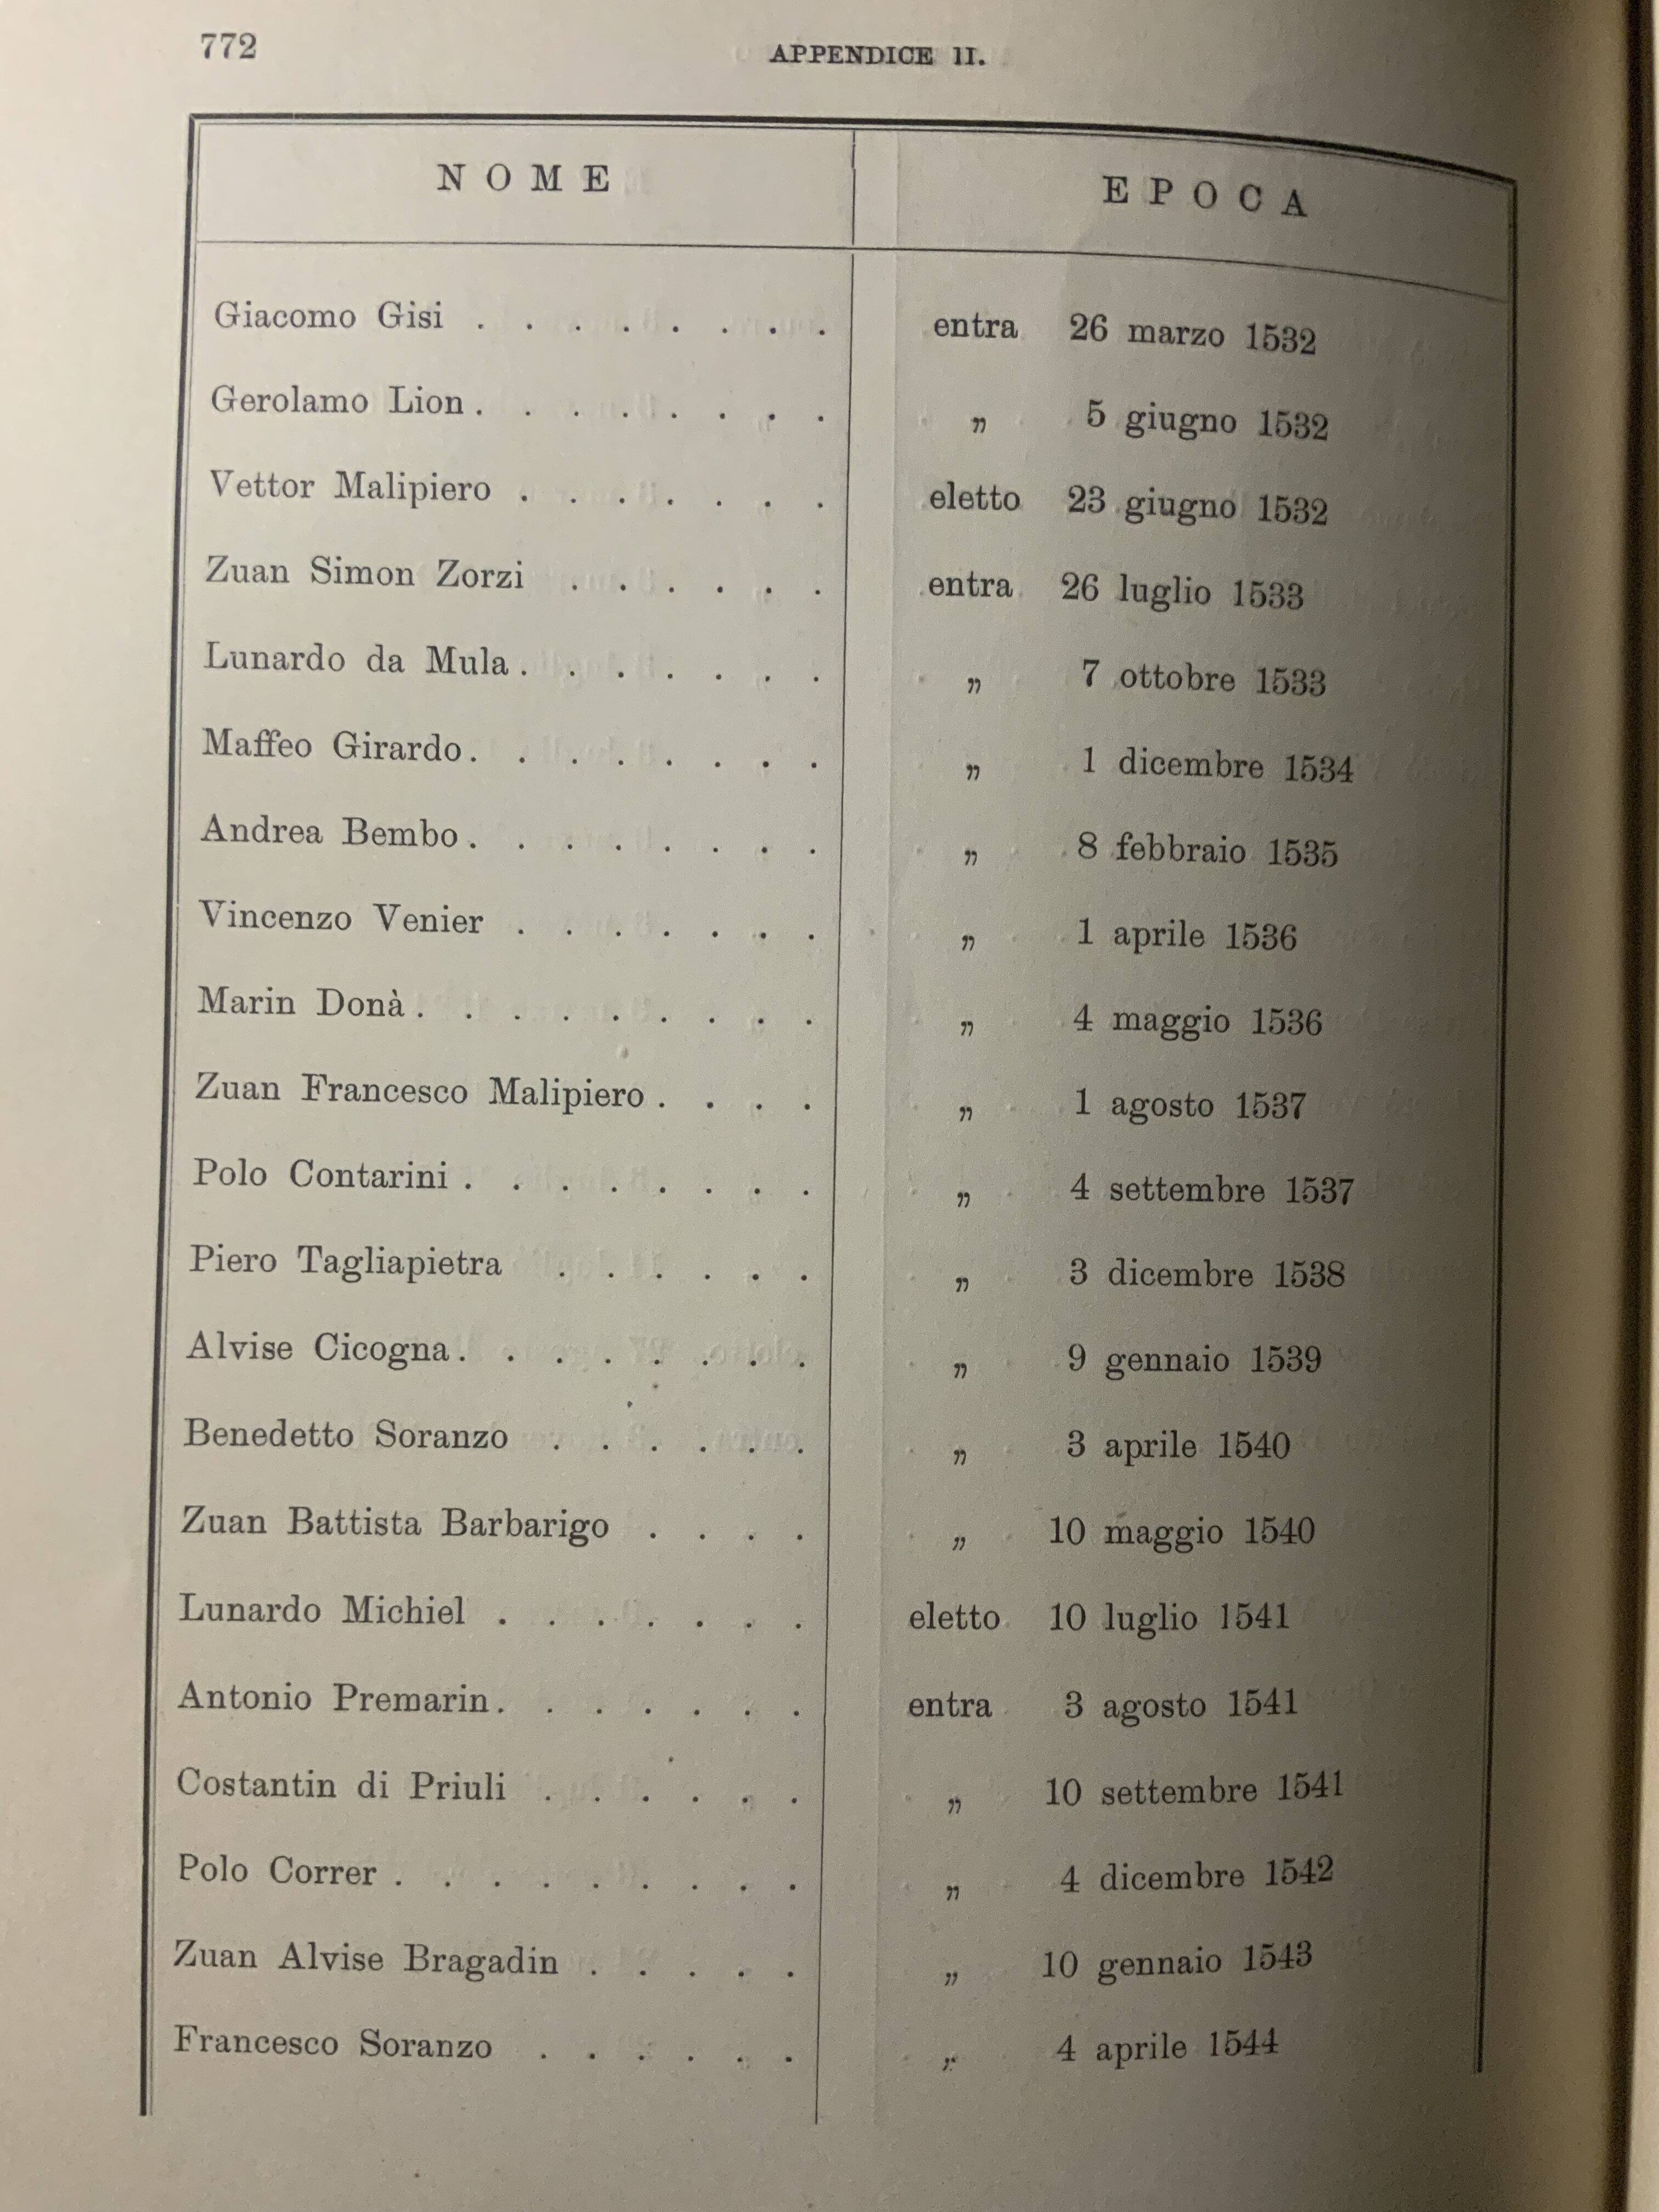 772
APPENDICE II.
NOME EPOCA
Giacomo Gisi . . . . . . . . entra 26 marzo 1532
Gerolamo Lion . . . . . . . . „ 5 giugno 1532
Vettor Malipiero . . . . . . . eletto 23 giugno 1532
Zuan Simon Zorzi . . . . . . entra 26 luglio 1533
Lunardo da Mula . . . . . . . „ 7 ottobre 1533
Maffeo Girardo . . . . . . . . „ 1 dicembre 1534
Andrea Bembo . . . . . . . . „ 8 febbraio 1535
Vincenzo Venier . . . . . . . „ 1 aprile 1536
Marin Donà . . . . . . . . . „ 4 maggio 1536
Zuan Francesco Malipiero . . . . „ 1 agosto 1537
Polo Contarini . . . . . . . . „ 4 settembre 1537
Piero Tagliapietra . . . . . . „ 3 dicembre 1538
Alvise Cicogna . . . . . . . . „ 9 gennaio 1539
Benedetto Soranzo . . . . . . „ 3 aprile 1540
Zuan Battista Barbarigo . . . . „ 10 maggio 1540
Lunardo Michiel . . . . . . . eletto 10 luglio 1541
Antonio Premarin . . . . . . . entra 3 agosto 1541
Costantin di Priuli . . . . . . „ 10 settembre 1541
Polo Correr . . . . . . . . . „ 4 dicembre 1542
Zuan Alvise Bragadin . . . . . „ 10 gennaio 1543
Francesco Soranzo . . . . . . „ 4 aprile 1544